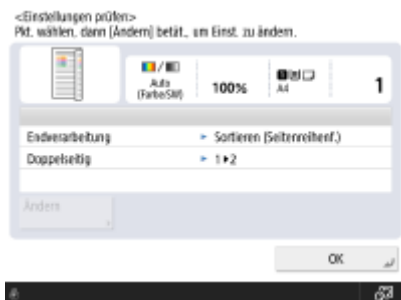 <Einstellungen prüfen>
Pkt. wählen, dann [Ändern] betät., um Einst. zu ändern.
Auto
(Farbe/SW)
100%
A4
1
Endverarbeitung
Sortieren (Seitenreihenf.)
Doppelseitig
1▸2
Ändern
OK